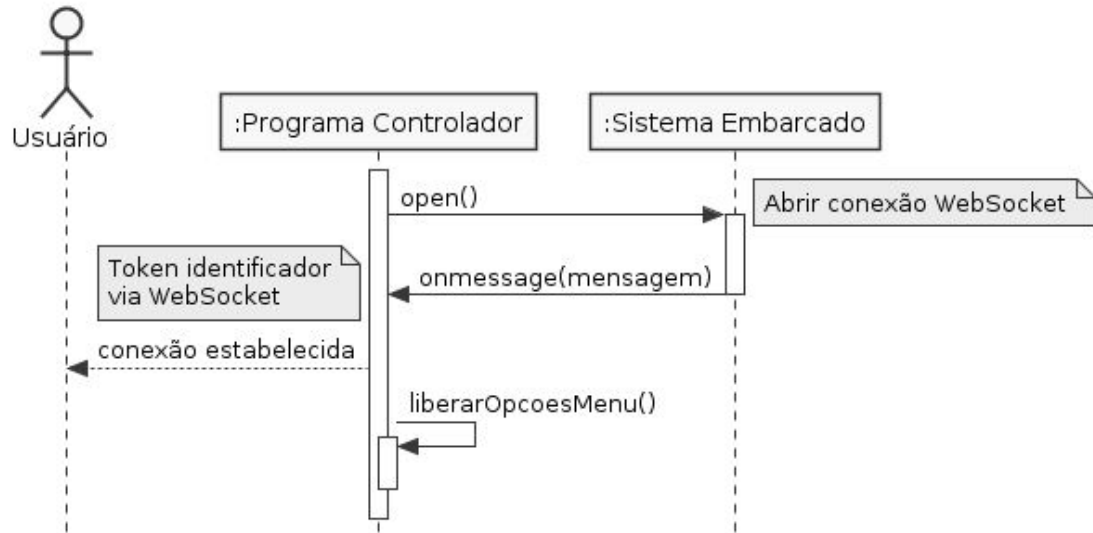 Usuário
:Programa Controlador
:Sistema Embarcado
open()
Abrir conexão WebSocket
Token identificador
via WebSocket
onmessage(mensagem)
conexão estabelecida
liberarOpcoesMenu()